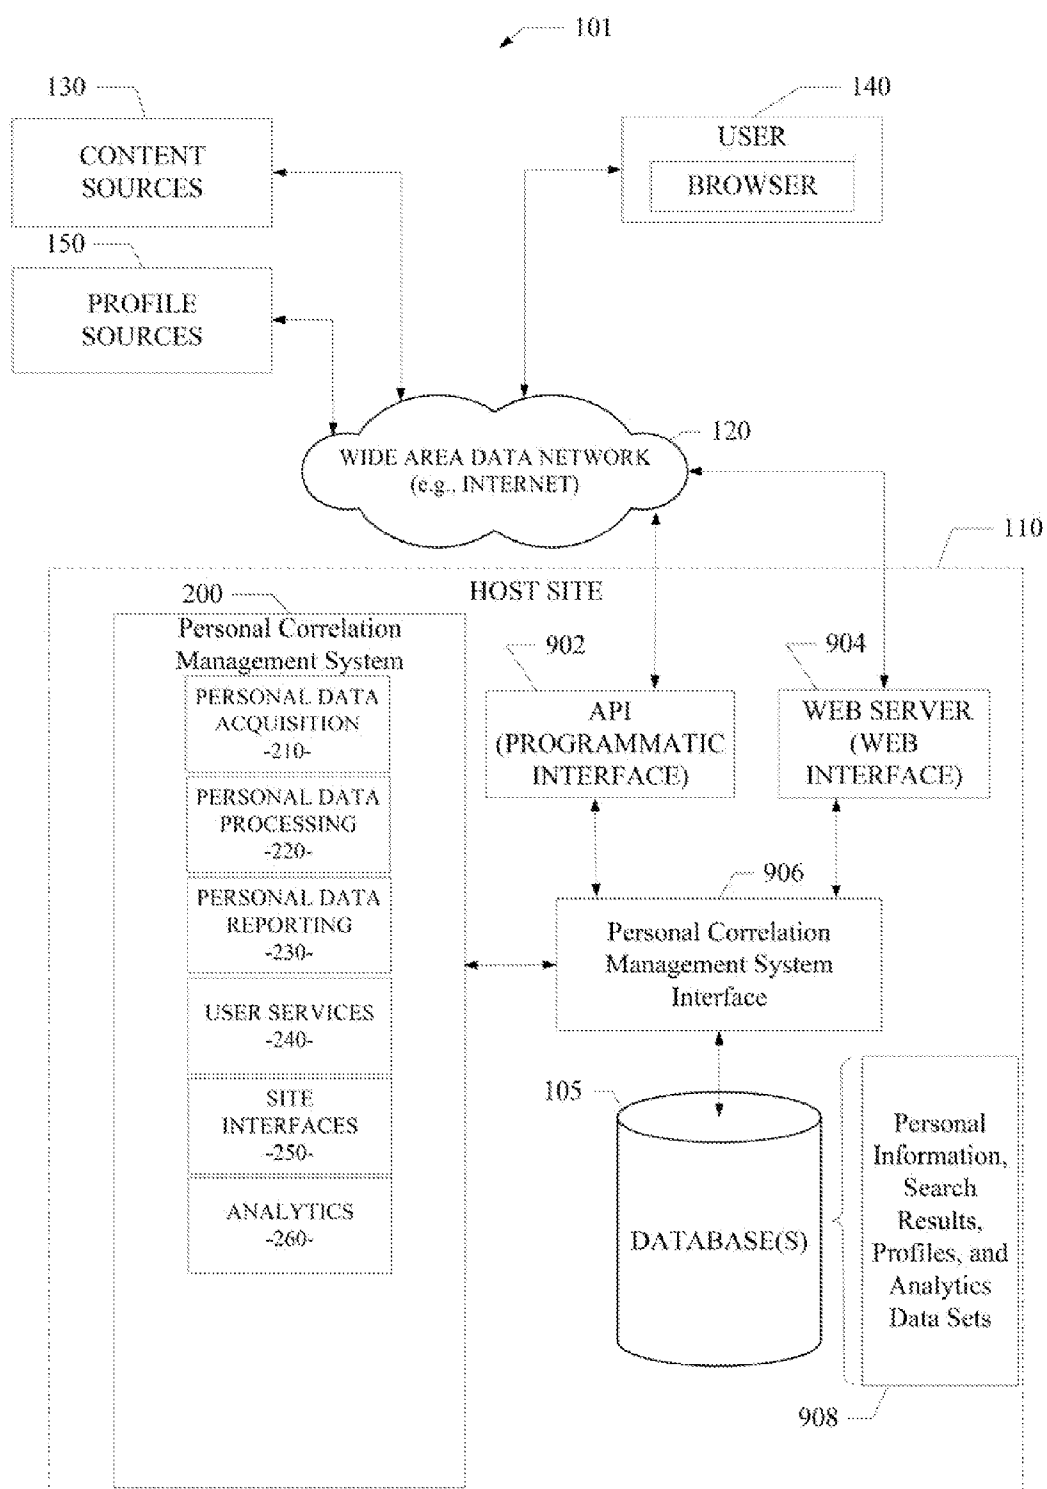 101
130
CONTENT
SOURCES
140
USER
BROWSER
150
PROFILE
SOURCES
120
WIDE AREA DATA NETWORK
(e.g., INTERNET)
110
HOST SITE
200
Personal Correlation
Management System
PERSONAL DATA
ACQUISITION
-210-
PERSONAL DATA
PROCESSING
-220-
PERSONAL DATA
REPORTING
-230-
USER SERVICES
-240-
SITE
INTERFACES
-250-
ANALYTICS
-260-
902
API
(PROGRAMMATIC
INTERFACE)
904
WEB SERVER
(WEB
INTERFACE)
906
Personal Correlation
Management System
Interface
105
DATABASE(S)
Personal
Information,
Search
Results,
Profiles, and
Analytics
Data Sets
908